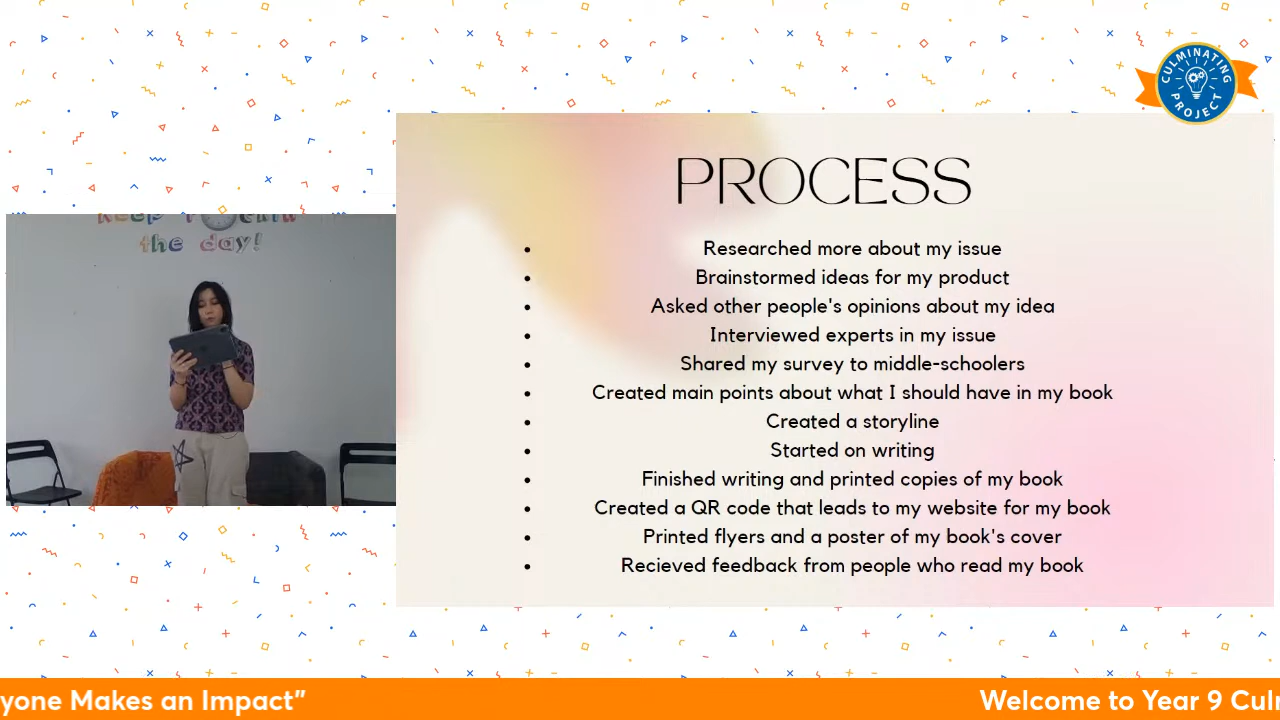 CULMINATING
PROJECT
PROCESS
the day!
Researched more about my issue
Brainstormed ideas for my product
Asked other people's opinions about my idea
Interviewed experts in my issue
Shared my survey to middle-schoolers
Created main points about what I should have in my book
Created a storyline
Started on writing
Finished writing and printed copies of my book
Created a QR code that leads to my website for my book
Printed flyers and a poster of my book's cover
Recieved feedback from people who read my book
yone Makes an Impact”
Welcome to Year 9 Culm